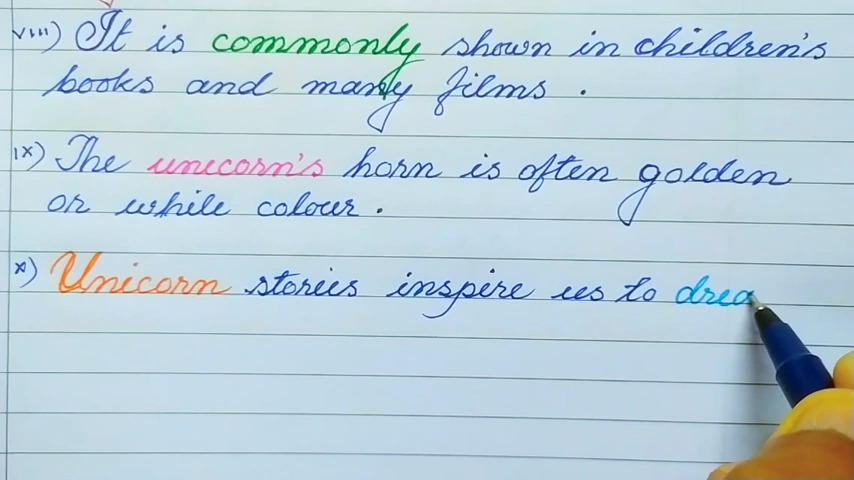 viii) It is commonly shown in children's
books and many films .
ix) The unicorn's horn is often golden
or while colour .
x) Unicorn stories inspire us to drea